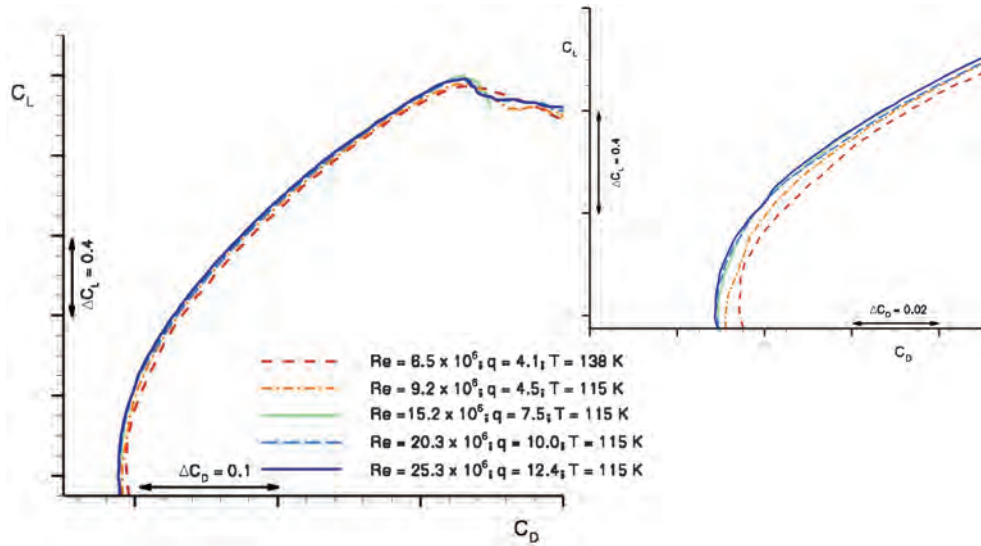 C_L
ΔC_L = 0.4
ΔC_D = 0.1
C_D
Re = 6.5 x 10^6; q = 4.1; T = 138 K
Re = 9.2 x 10^6; q = 4.5; T = 115 K
Re = 15.2 x 10^6; q = 7.5; T = 115 K
Re = 20.3 x 10^6; q = 10.0; T = 115 K
Re = 25.3 x 10^6; q = 12.4; T = 115 K
C_L
ΔC_L = 0.4
ΔC_D = 0.02
C_D